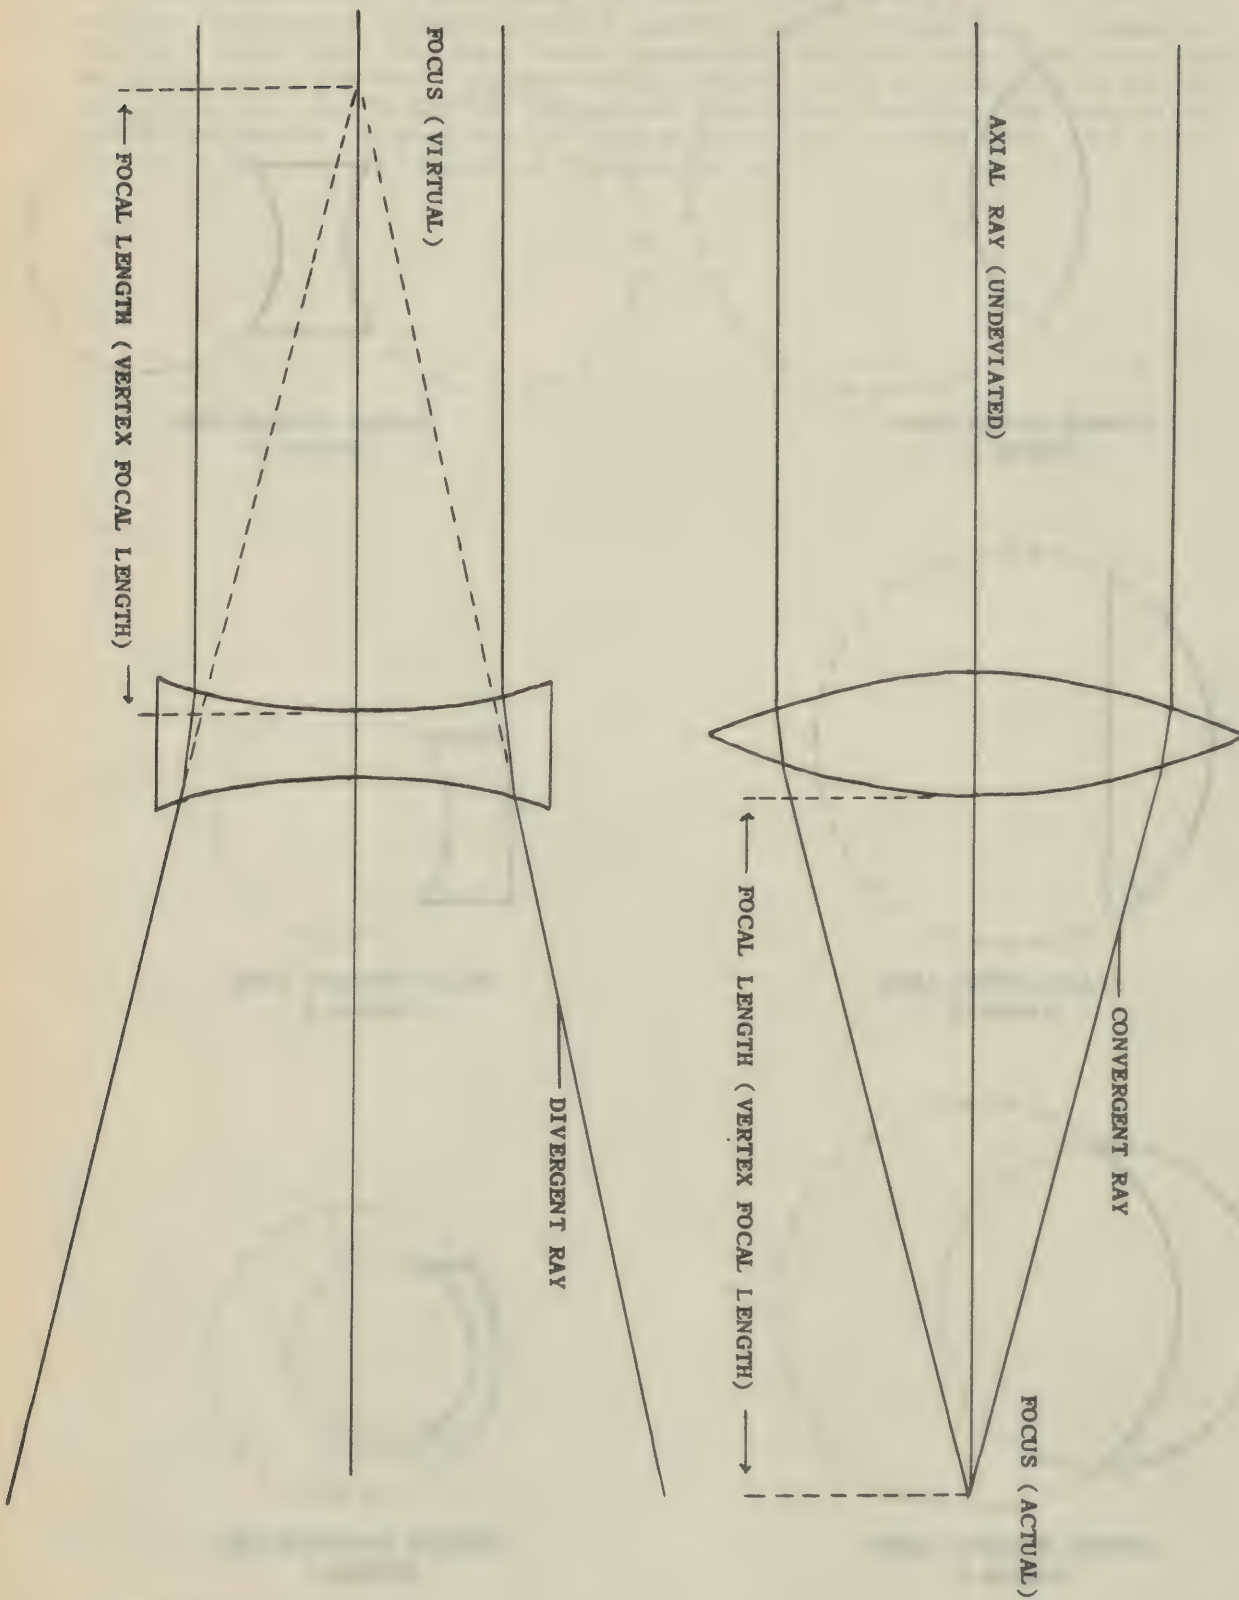 AXIAL RAY (UNDEVIATED)
CONVERGENT RAY
FOCUS (ACTUAL)
FOCAL LENGTH (VERTEX FOCAL LENGTH)
FOCUS (VIRTUAL)
DIVERGENT RAY
FOCAL LENGTH (VERTEX FOCAL LENGTH)